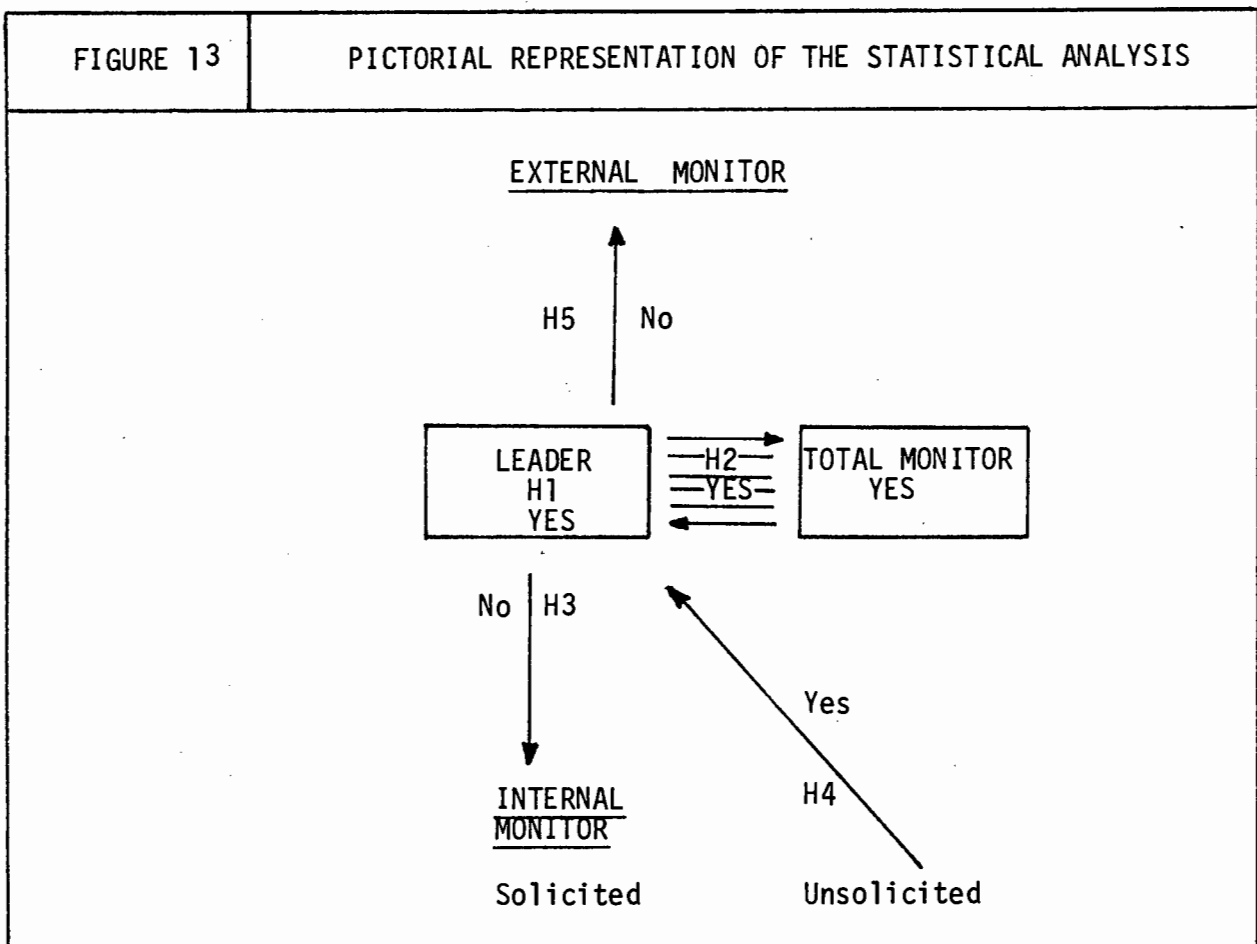 FIGURE 13
PICTORIAL REPRESENTATION OF THE STATISTICAL ANALYSIS
EXTERNAL MONITOR
H5 No
LEADER
H1
YES
H2
YES
TOTAL MONITOR
YES
No H3
Yes
H4
INTERNAL
MONITOR
Solicited
Unsolicited